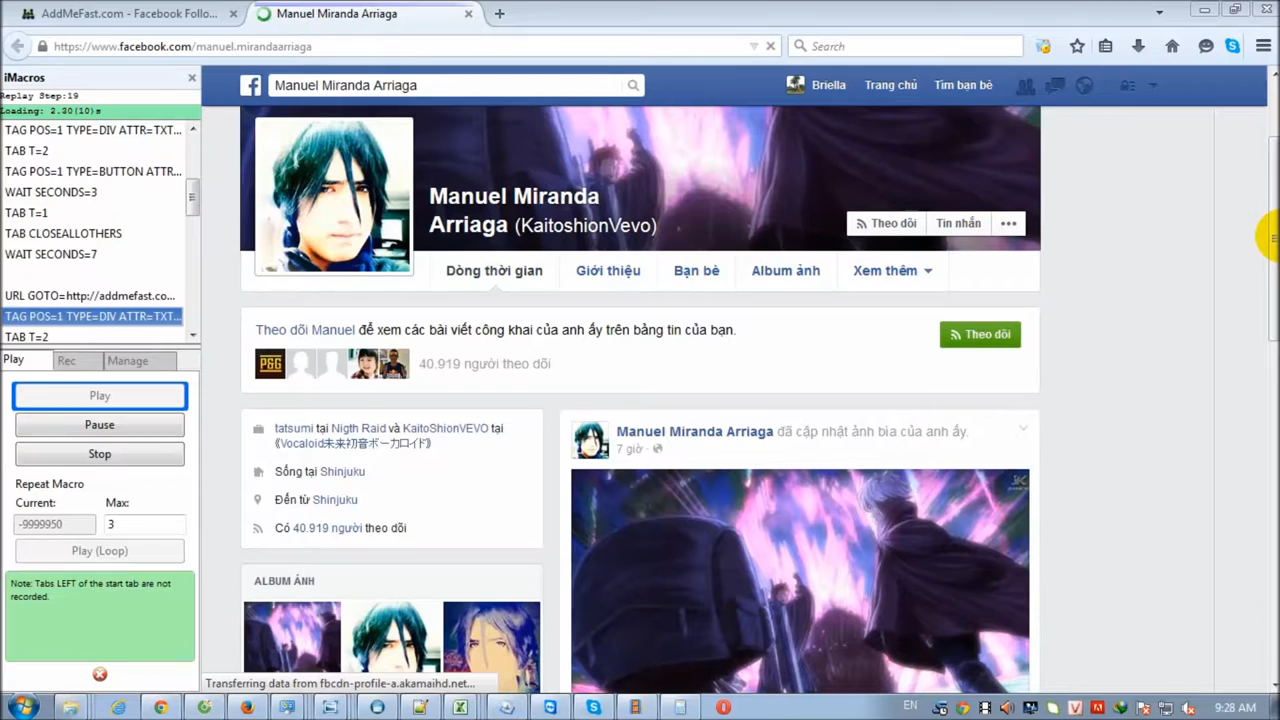 AddMeFast.com - Facebook Follo...
Manuel Miranda Arriaga
https://www.facebook.com/manuel.mirandaarriaga
Search
iMacros
Replay Step:19
Loading: 2.30(10)s
TAG POS=1 TYPE=DIV ATTR=TXT...
TAB T=2
TAG POS=1 TYPE=BUTTON ATTR...
WAIT SECONDS=3
TAB T=1
TAB CLOSEALLOTHERS
WAIT SECONDS=7
URL GOTO=http://addmefast.co...
TAG POS=1 TYPE=DIV ATTR=TXT...
TAB T=2
Play
Rec
Manage
Play
Pause
Stop
Repeat Macro
Current:
Max:
-9999950
3
Play (Loop)
Note: Tabs LEFT of the start tab are not
recorded.
Manuel Miranda Arriaga
Briella
Trang chủ
Tìm bạn bè
Manuel Miranda
Arriaga (KaitoshionVevo)
Theo dõi
Tin nhắn
Dòng thời gian
Giới thiệu
Bạn bè
Album ảnh
Xem thêm
Theo dõi Manuel để xem các bài viết công khai của anh ấy trên bảng tin của bạn.
Theo dõi
P&G
40.919 người theo dõi
tatsumi tại Nigth Raid và KaitoShionVEVO tại
《Vocaloid未来初音ボーカロイド》
Sống tại Shinjuku
Đến từ Shinjuku
Có 40.919 người theo dõi
ALBUM ẢNH
Manuel Miranda Arriaga đã cập nhật ảnh bìa của anh ấy.
7 giờ
Transferring data from fbcdn-profile-a.akamaihd.net...
EN
9:28 AM